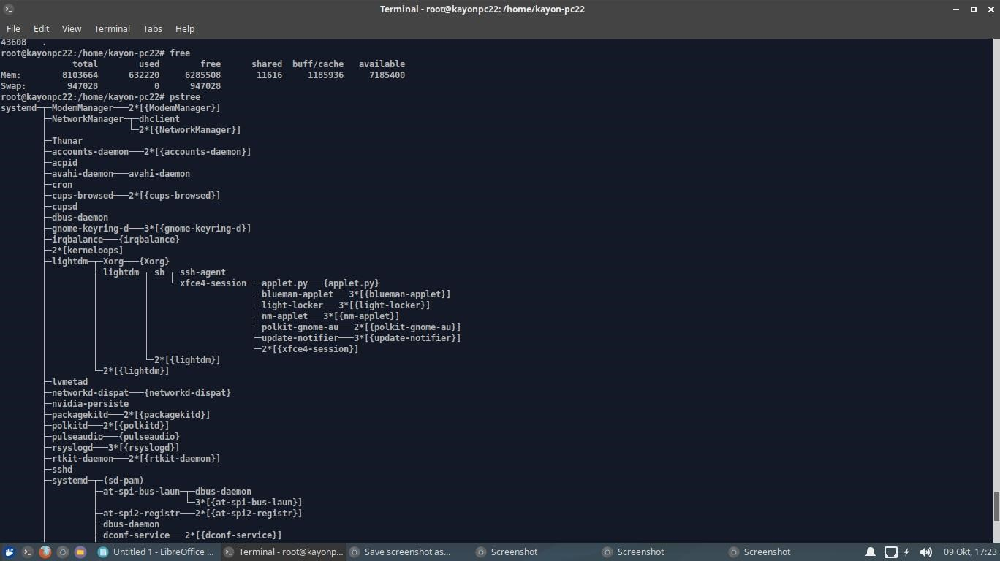 Terminal - root@kayonpc22: /home/kayon-pc22
File Edit View Terminal Tabs Help
43608   .
root@kayonpc22:/home/kayon-pc22# free
              total        used        free      shared  buff/cache   available
Mem:        8103664      632220     6285508       11616     1185936     7185400
Swap:        947028           0      947028
root@kayonpc22:/home/kayon-pc22# pstree
systemd─┬─ModemManager───2*[{ModemManager}]
        ├─NetworkManager─┬─dhclient
        │                └─2*[{NetworkManager}]
        ├─Thunar
        ├─accounts-daemon───2*[{accounts-daemon}]
        ├─acpid
        ├─avahi-daemon───avahi-daemon
        ├─cron
        ├─cups-browsed───2*[{cups-browsed}]
        ├─cupsd
        ├─dbus-daemon
        ├─gnome-keyring-d───3*[{gnome-keyring-d}]
        ├─irqbalance───{irqbalance}
        ├─2*[kerneloops]
        ├─lightdm─┬─Xorg───{Xorg}
        │         ├─lightdm─┬─sh─┬─ssh-agent
        │         │         │    └─xfce4-session─┬─applet.py───{applet.py}
        │         │         │                    ├─blueman-applet───3*[{blueman-applet}]
        │         │         │                    ├─light-locker───3*[{light-locker}]
        │         │         │                    ├─nm-applet───3*[{nm-applet}]
        │         │         │                    ├─polkit-gnome-au───2*[{polkit-gnome-au}]
        │         │         │                    ├─update-notifier───3*[{update-notifier}]
        │         │         │                    └─2*[{xfce4-session}]
        │         │         └─2*[{lightdm}]
        │         └─2*[{lightdm}]
        ├─lvmetad
        ├─networkd-dispat───{networkd-dispat}
        ├─nvidia-persiste
        ├─packagekitd───2*[{packagekitd}]
        ├─polkitd───2*[{polkitd}]
        ├─pulseaudio───{pulseaudio}
        ├─rsyslogd───3*[{rsyslogd}]
        ├─rtkit-daemon───2*[{rtkit-daemon}]
        ├─sshd
        ├─systemd─┬─(sd-pam)
        │         ├─at-spi-bus-laun─┬─dbus-daemon
        │         │                 └─3*[{at-spi-bus-laun}]
        │         ├─at-spi2-registr───2*[{at-spi2-registr}]
        │         ├─dbus-daemon
        │         ├─dconf-service───2*[{dconf-service}]
Untitled 1 - LibreOffice ... Terminal - root@kayonp... Save screenshot as... Screenshot Screenshot Screenshot 09 Okt, 17:23